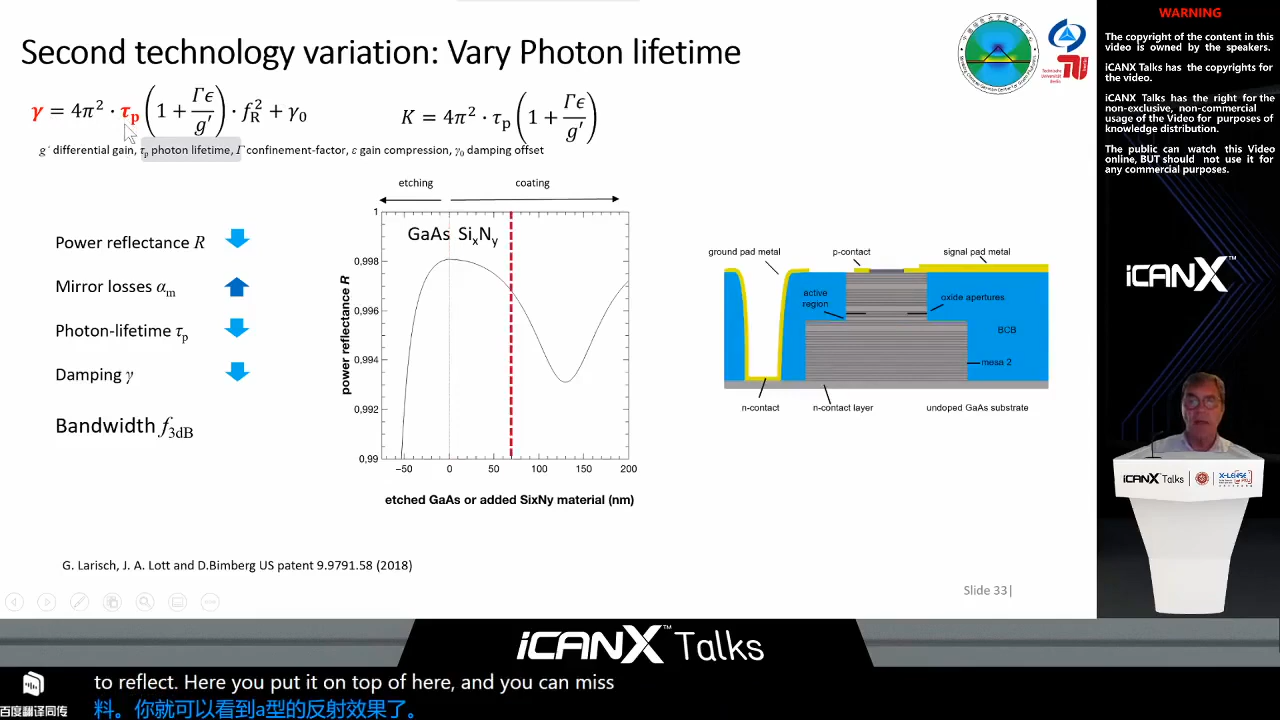 Second technology variation: Vary Photon lifetime
γ = 4π² · τp (1 + Γϵ/g′) · fR² + γ0
K = 4π² · τp (1 + Γϵ/g′)
g´ differential gain, τp photon lifetime, Γ confinement-factor, ε gain compression, γ0 damping offset
Power reflectance R
Mirror losses αm
Photon-lifetime τp
Damping γ
Bandwidth f3dB
etching
coating
GaAs
SixNy
1
0,998
0,996
0,994
0,992
0,99
power reflectance R
−50
0
50
100
150
200
etched GaAs or added SixNy material (nm)
ground pad metal
p-contact
signal pad metal
active
region
oxide apertures
BCB
mesa 2
n-contact
n-contact layer
undoped GaAs substrate
G. Larisch, J. A. Lott and D.Bimberg US patent 9.9791.58 (2018)
Slide 33|
WARNING
The copyright of the content in this
video is owned by the speakers.
iCANX Talks has the copyrights for
the video.
iCANX Talks has the right for the
non-exclusive, non-commercial
usage of the Video for purposes of
knowledge distribution.
The public can watch this Video
online, BUT should not use it for
any commercial purposes.
iCANX™
iCANX Talks
X-LENSE
iCANX™ Talks
百度翻译同传
to reflect. Here you put it on top of here, and you can miss
料。你就可以看到a型的反射效果了。